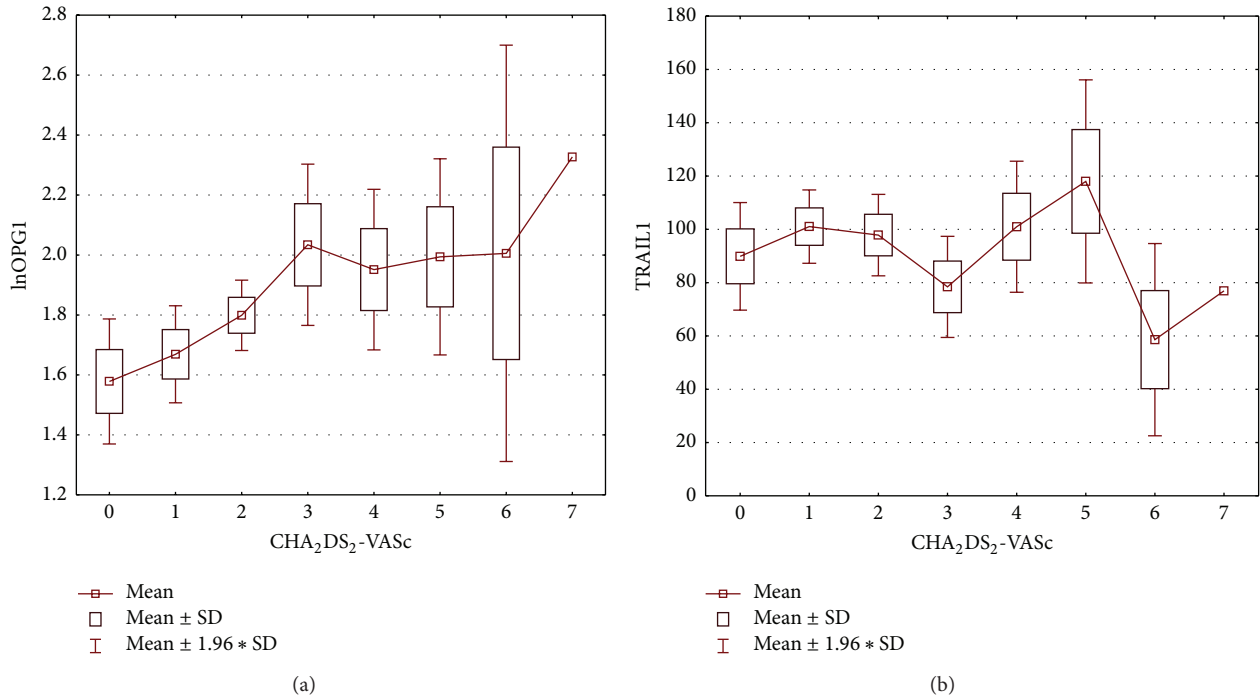 2.8
2.6
2.4
2.2
2.0
1.8
1.6
1.4
1.2
lnOPG1
0 1 2 3 4 5 6 7
CHA₂DS₂-VASc
Mean
Mean ± SD
Mean ± 1.96 ∗ SD
(a)
180
160
140
120
100
80
60
40
20
0
TRAIL1
0 1 2 3 4 5 6 7
CHA₂DS₂-VASc
Mean
Mean ± SD
Mean ± 1.96 ∗ SD
(b)